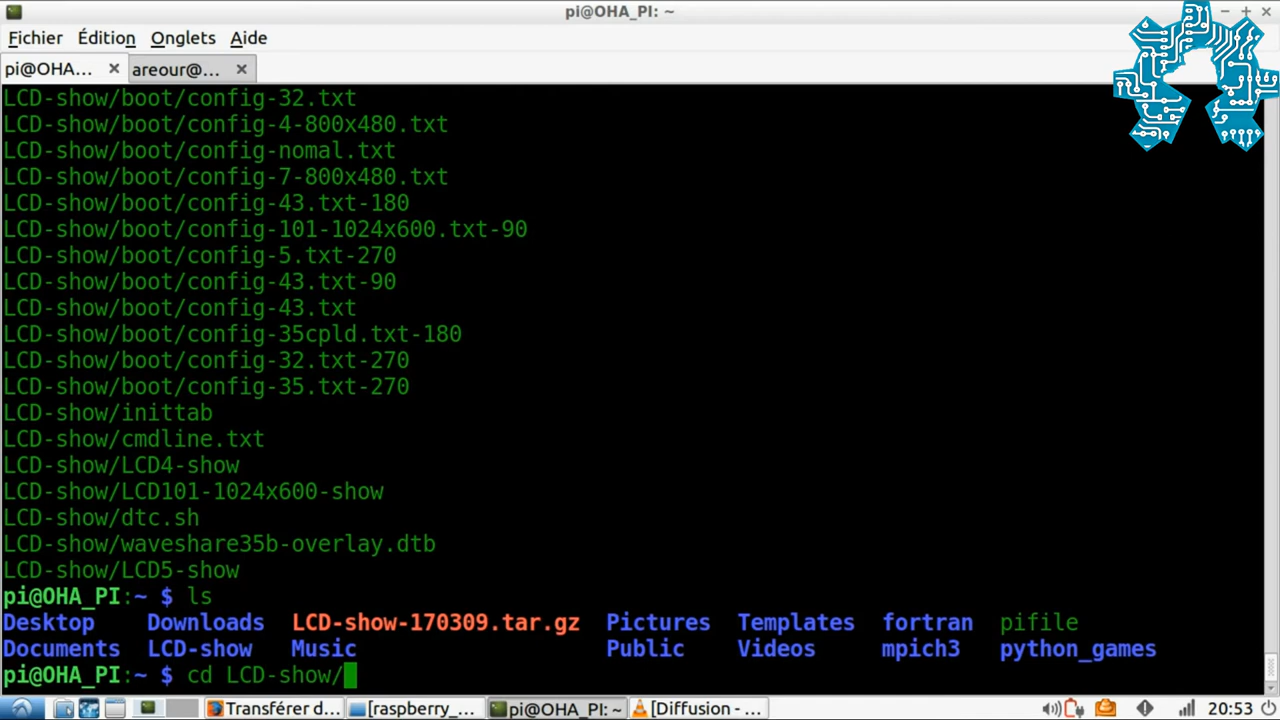 pi@OHA_PI: ~
Fichier Édition Onglets Aide
pi@OHA... areour@...
LCD-show/boot/config-32.txt
LCD-show/boot/config-4-800x480.txt
LCD-show/boot/config-nomal.txt
LCD-show/boot/config-7-800x480.txt
LCD-show/boot/config-43.txt-180
LCD-show/boot/config-101-1024x600.txt-90
LCD-show/boot/config-5.txt-270
LCD-show/boot/config-43.txt-90
LCD-show/boot/config-43.txt
LCD-show/boot/config-35cpld.txt-180
LCD-show/boot/config-32.txt-270
LCD-show/boot/config-35.txt-270
LCD-show/inittab
LCD-show/cmdline.txt
LCD-show/LCD4-show
LCD-show/LCD101-1024x600-show
LCD-show/dtc.sh
LCD-show/waveshare35b-overlay.dtb
LCD-show/LCD5-show
pi@OHA_PI:~ $ ls
Desktop Downloads LCD-show-170309.tar.gz Pictures Templates fortran pifile
Documents LCD-show Music Public Videos mpich3 python_games
pi@OHA_PI:~ $ cd LCD-show/
Transférer d... [raspberry_... pi@OHA_PI: ~ [Diffusion - ... 20:53